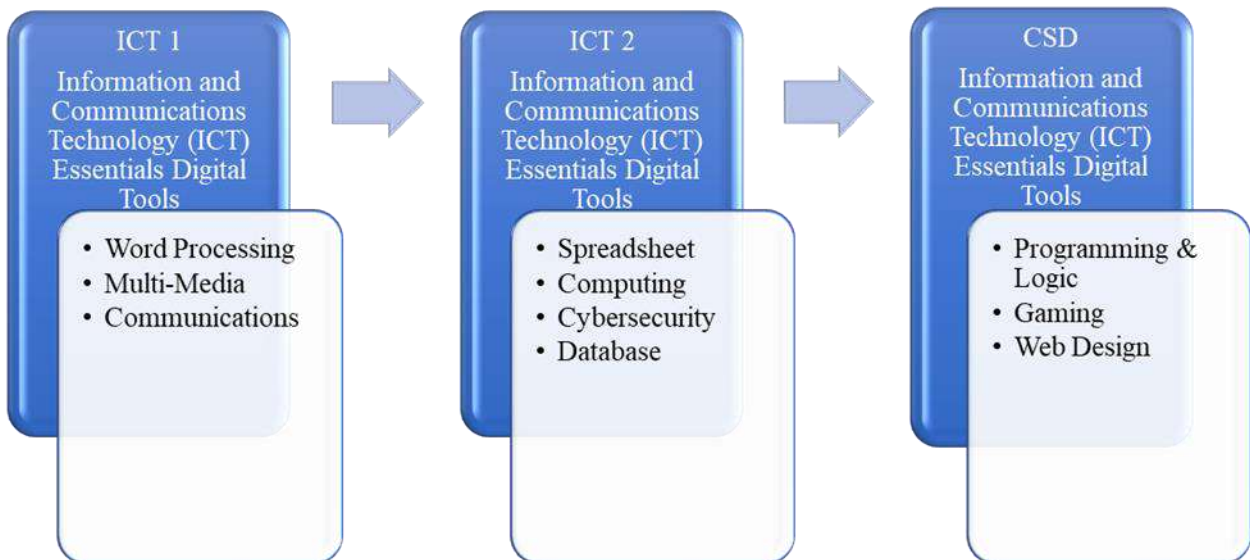 ICT 1
Information and
Communications
Technology (ICT)
Essentials Digital
Tools
• Word Processing
• Multi-Media
• Communications
ICT 2
Information and
Communications
Technology (ICT)
Essentials Digital
Tools
• Spreadsheet
• Computing
• Cybersecurity
• Database
CSD
Information and
Communications
Technology (ICT)
Essentials Digital
Tools
• Programming &
Logic
• Gaming
• Web Design